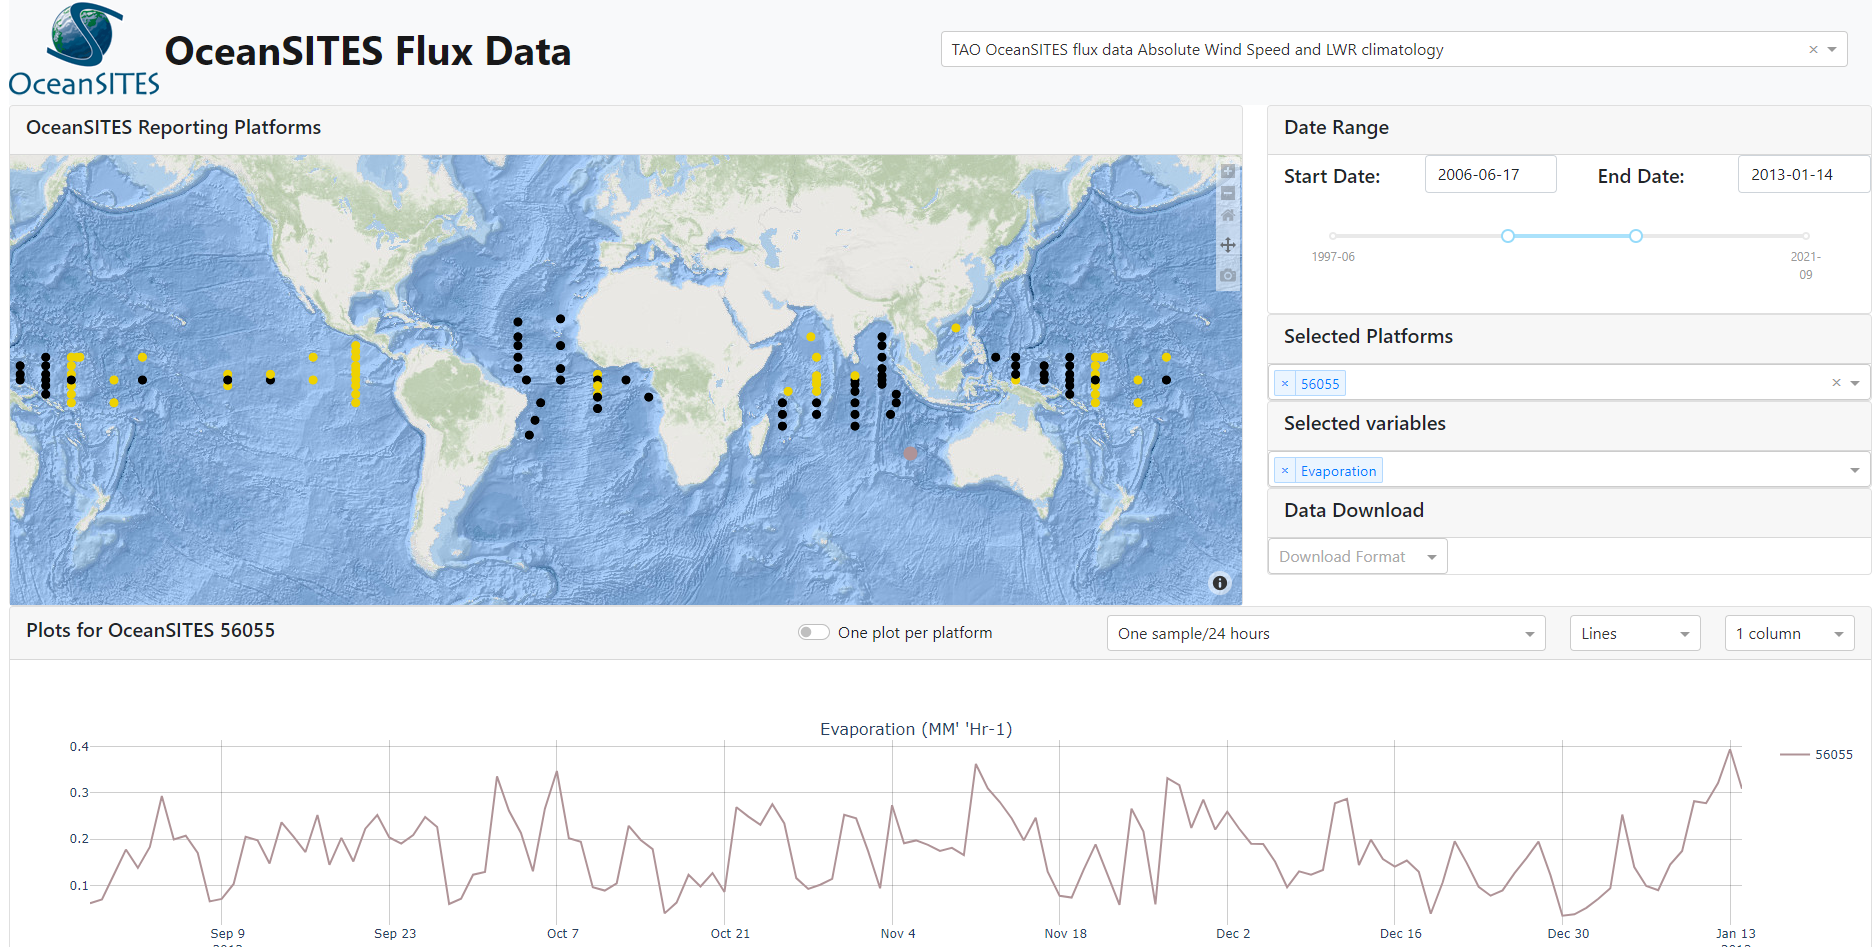 OceanSITES
OceanSITES Flux Data
TAO OceanSITES flux data Absolute Wind Speed and LWR climatology
OceanSITES Reporting Platforms
Date Range
Start Date:
2006-06-17
End Date:
2013-01-14
1997-06
2021-
09
Selected Platforms
× 56055
Selected variables
× Evaporation
Data Download
Download Format
Plots for OceanSITES 56055
One plot per platform
One sample/24 hours
Lines
1 column
Evaporation (MM' 'Hr-1)
56055
0.4
0.3
0.2
0.1
Sep 9
Sep 23
Oct 7
Oct 21
Nov 4
Nov 18
Dec 2
Dec 16
Dec 30
Jan 13